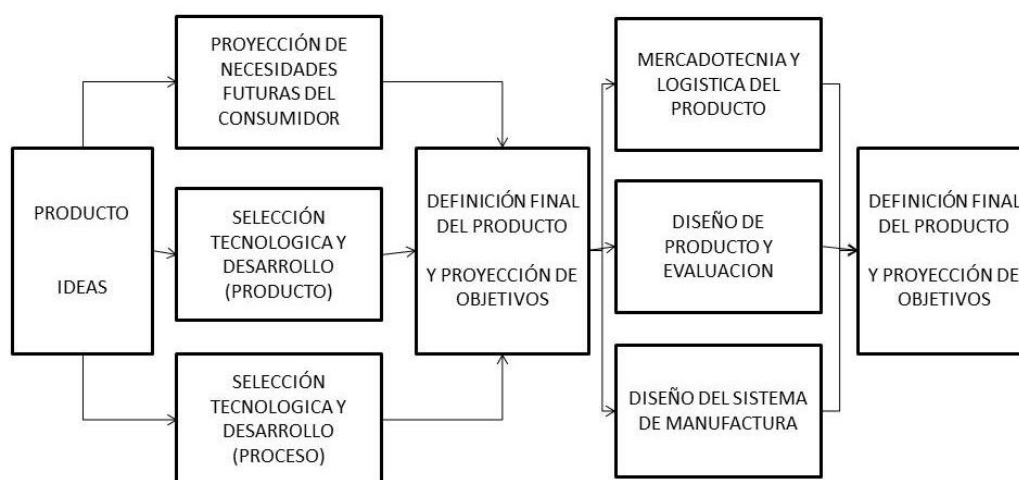 PRODUCTO
IDEAS
PROYECCIÓN DE
NECESIDADES
FUTURAS DEL
CONSUMIDOR
SELECCIÓN
TECNOLOGICA Y
DESARROLLO
(PRODUCTO)
SELECCIÓN
TECNOLOGICA Y
DESARROLLO
(PROCESO)
DEFINICIÓN FINAL
DEL PRODUCTO
Y PROYECCIÓN DE
OBJETIVOS
MERCADOTECNIA Y
LOGISTICA DEL
PRODUCTO
DISEÑO DE
PRODUCTO Y
EVALUACION
DISEÑO DEL SISTEMA
DE MANUFACTURA
DEFINICIÓN FINAL
DEL PRODUCTO
Y PROYECCIÓN DE
OBJETIVOS